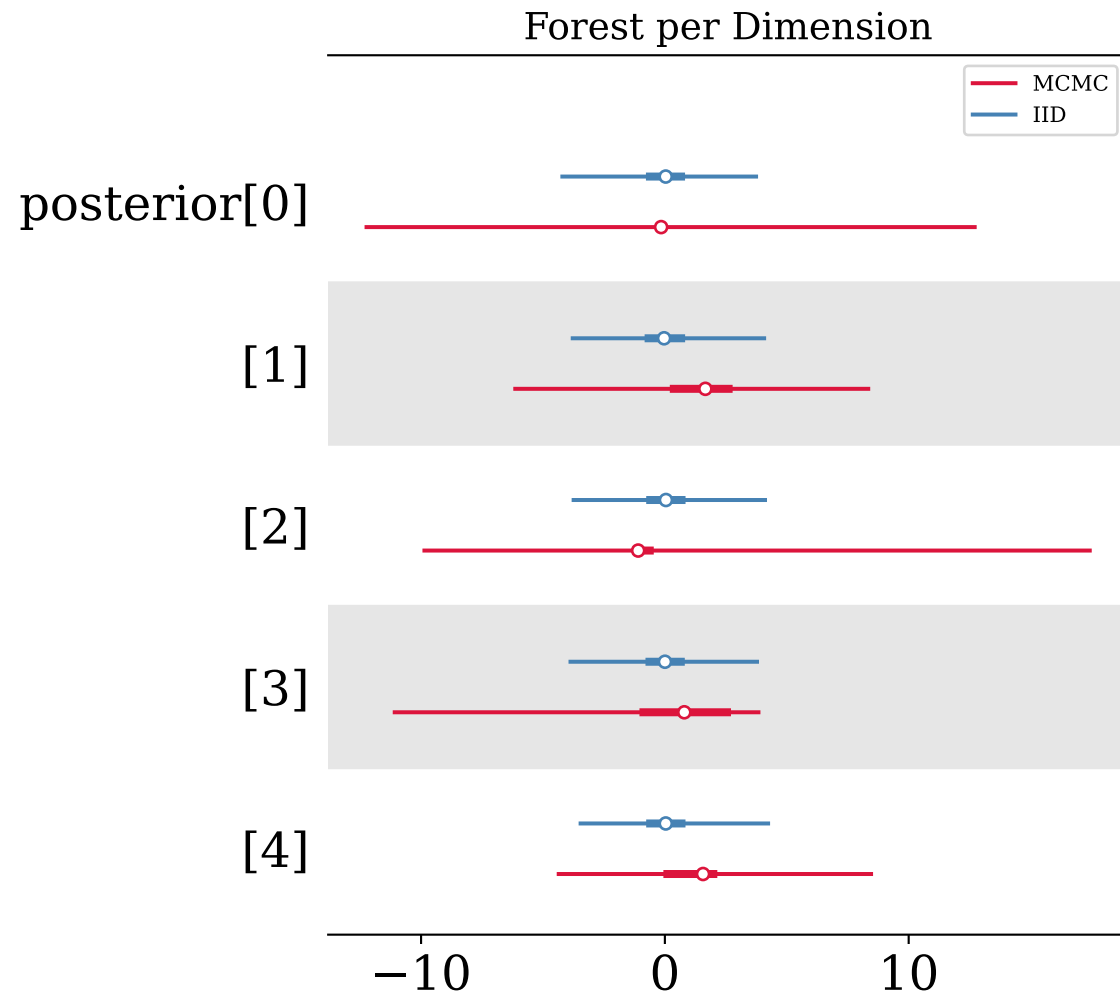 Forest per Dimension
MCMC
IID
posterior[0]
[1]
[2]
[3]
[4]
−10 0 10